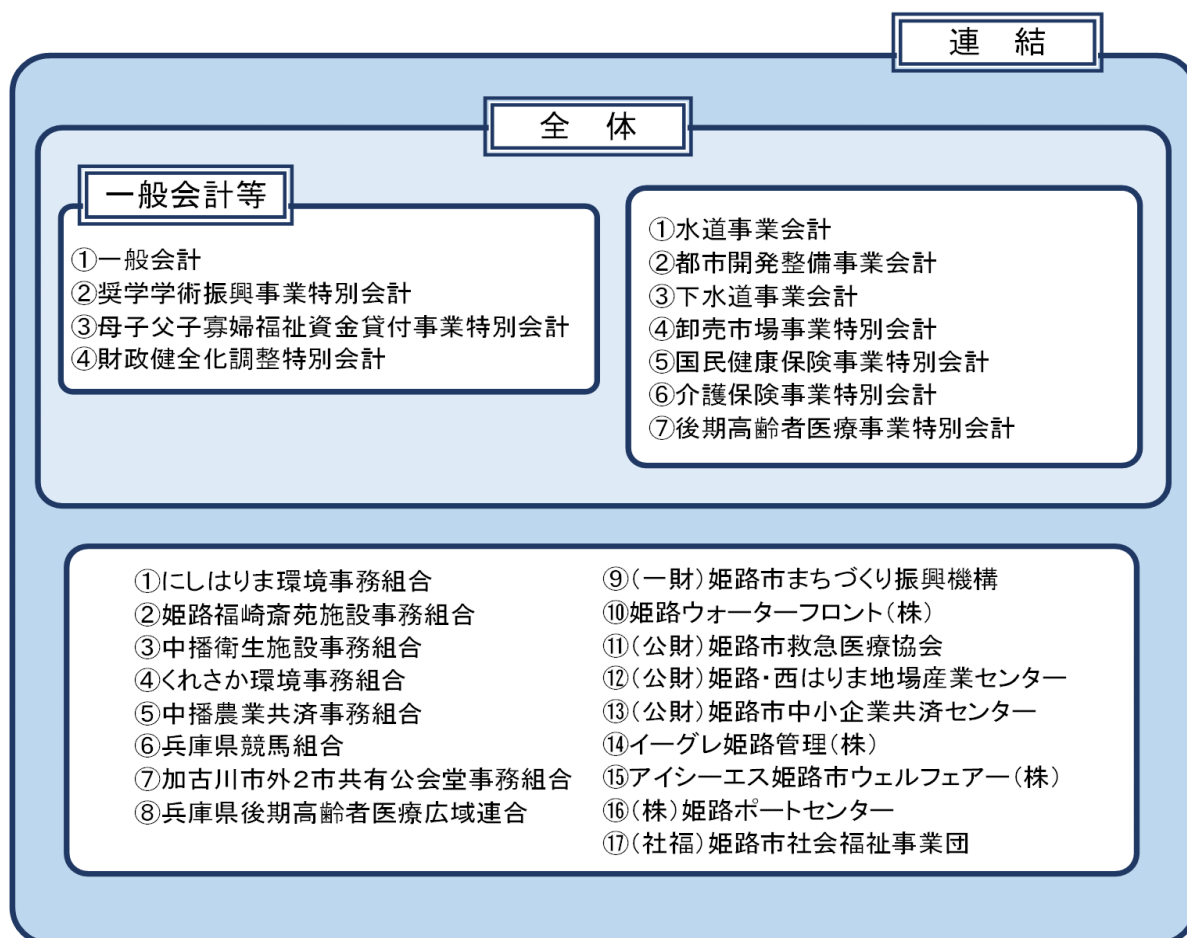 連　結
全　体
一般会計等
①一般会計
②奨学学術振興事業特別会計
③母子父子寡婦福祉資金貸付事業特別会計
④財政健全化調整特別会計
①水道事業会計
②都市開発整備事業会計
③下水道事業会計
④卸売市場事業特別会計
⑤国民健康保険事業特別会計
⑥介護保険事業特別会計
⑦後期高齢者医療事業特別会計
①にしはりま環境事務組合
②姫路福崎斎苑施設事務組合
③中播衛生施設事務組合
④くれさか環境事務組合
⑤中播農業共済事務組合
⑥兵庫県競馬組合
⑦加古川市外２市共有公会堂事務組合
⑧兵庫県後期高齢者医療広域連合
⑨(一財)姫路市まちづくり振興機構
⑩姫路ウォーターフロント(株)
⑪(公財)姫路市救急医療協会
⑫(公財)姫路・西はりま地場産業センター
⑬(公財)姫路市中小企業共済センター
⑭イーグレ姫路管理(株)
⑮アイシーエス姫路市ウェルフェアー(株)
⑯(株)姫路ポートセンター
⑰(社福)姫路市社会福祉事業団